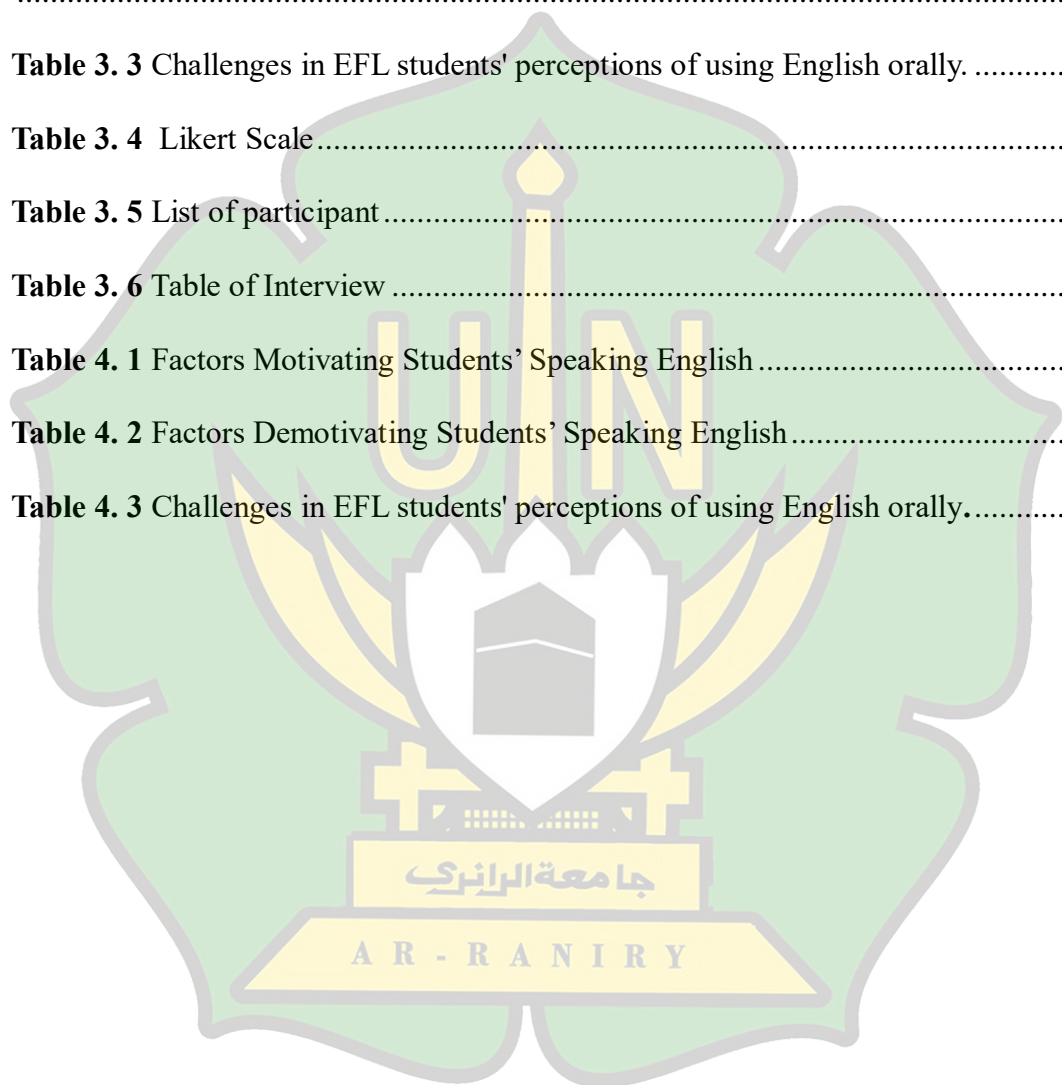 ................................................................................
Table 3. 3 Challenges in EFL students' perceptions of using English orally. ............
Table 3. 4  Likert Scale................................................................................
Table 3. 5 List of participant................................................................................
Table 3. 6 Table of Interview ................................................................................
Table 4. 1 Factors Motivating Students’ Speaking English ........................................
Table 4. 2 Factors Demotivating Students’ Speaking English....................................
Table 4. 3 Challenges in EFL students' perceptions of using English orally.............
UIN
جامعةالرانري
AR-RANIRY